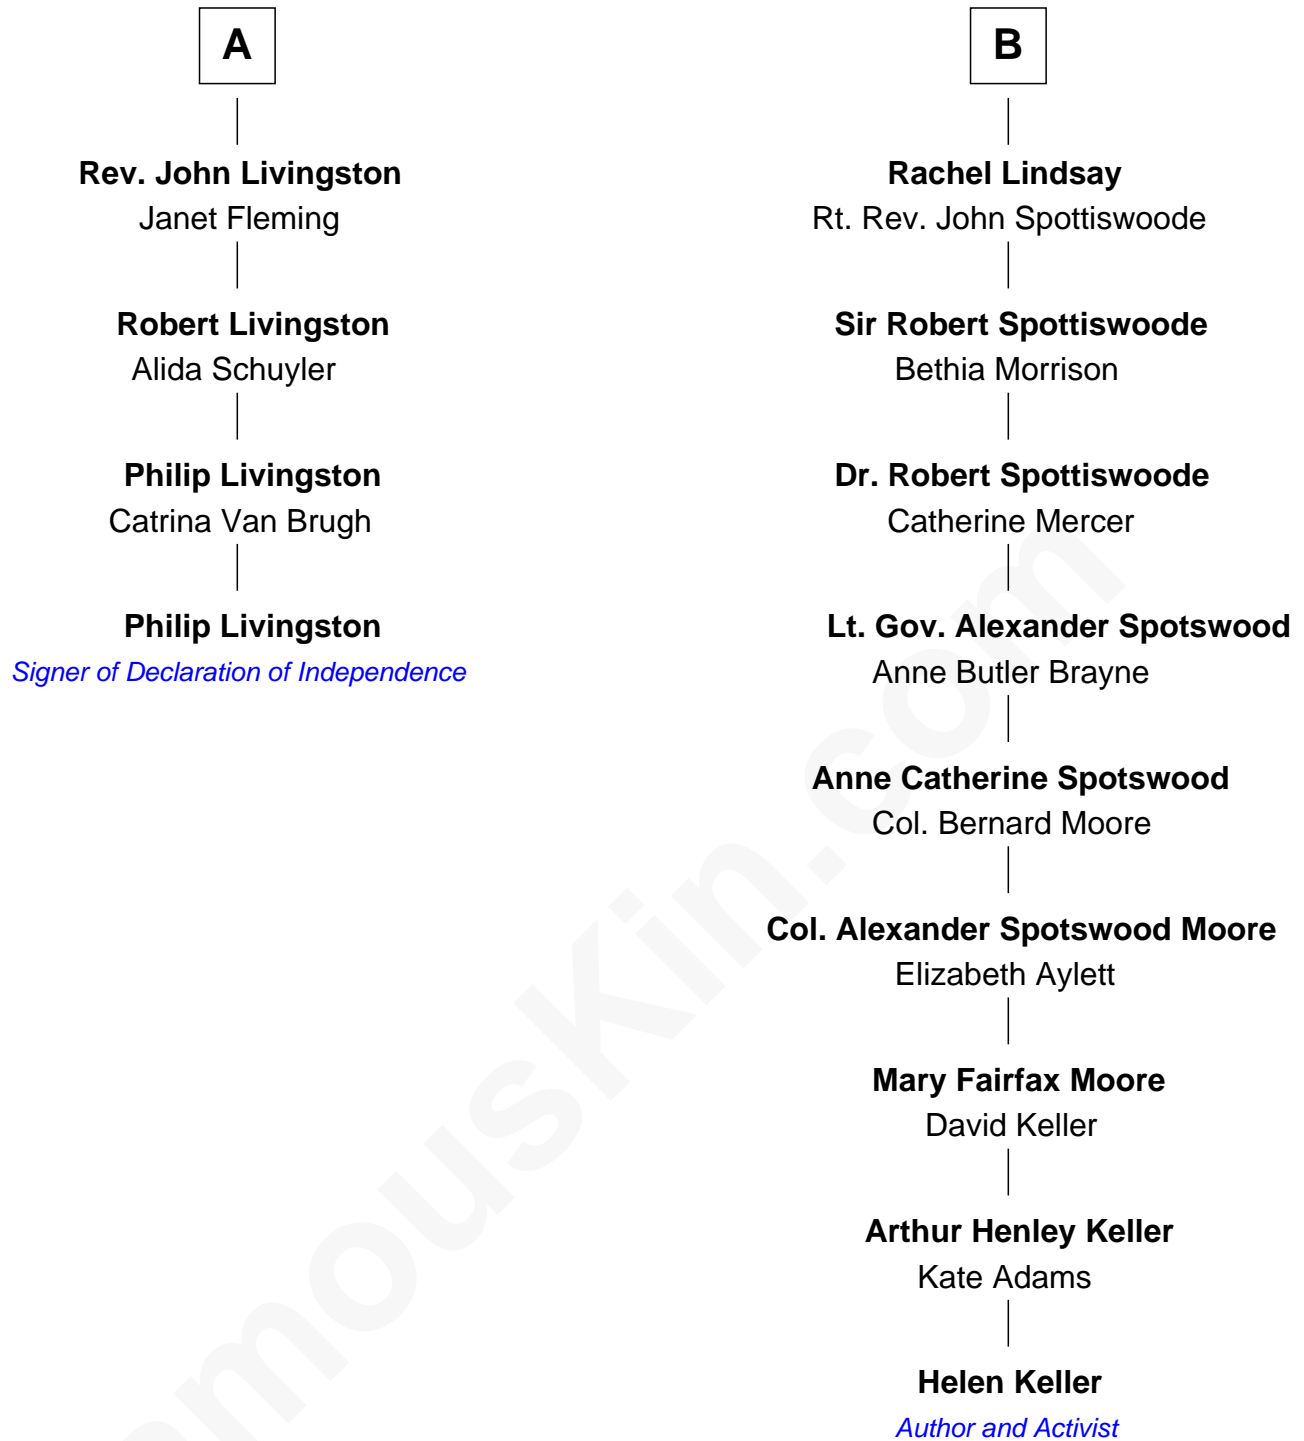 A
Rev. John Livingston
Janet Fleming
Robert Livingston
Alida Schuyler
Philip Livingston
Catrina Van Brugh
Philip Livingston
Signer of Declaration of Independence
B
Rachel Lindsay
Rt. Rev. John Spottiswoode
Sir Robert Spottiswoode
Bethia Morrison
Dr. Robert Spottiswoode
Catherine Mercer
Lt. Gov. Alexander Spotswood
Anne Butler Brayne
Anne Catherine Spotswood
Col. Bernard Moore
Col. Alexander Spotswood Moore
Elizabeth Aylett
Mary Fairfax Moore
David Keller
Arthur Henley Keller
Kate Adams
Helen Keller
Author and Activist
amousKin.com